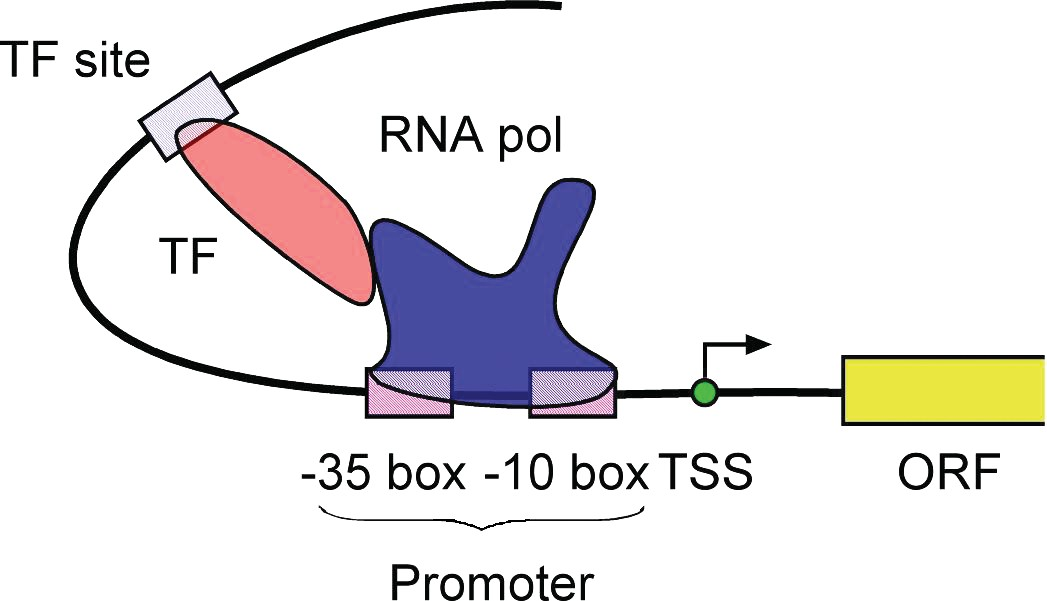 TF site
RNA pol
TF
-35 box -10 box TSS ORF
Promoter